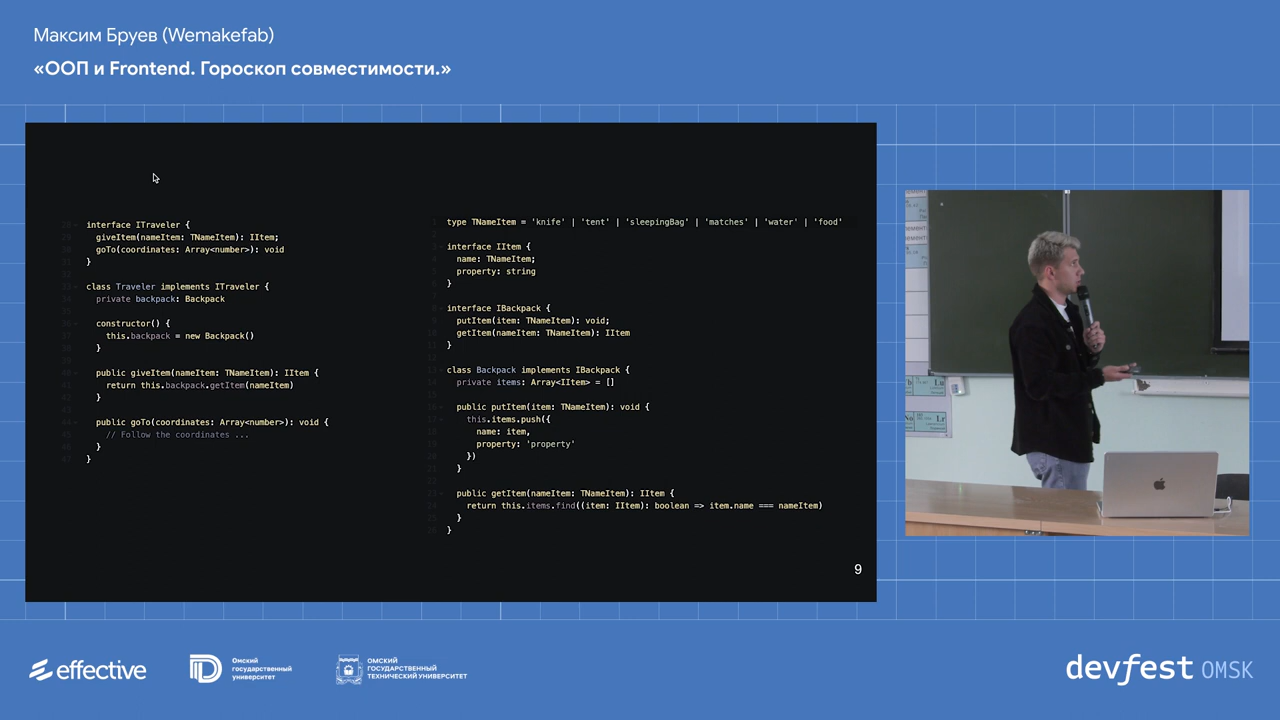 Максим Бруев (Wemakefab)
«ООП и Frontend. Гороскоп совместимости.»
interface ITraveler {
giveItem(nameItem: TNameItem): IItem;
goTo(coordinates: Array<number>): void
}
class Traveler implements ITraveler {
private backpack: Backpack
constructor() {
this.backpack = new Backpack()
}
public giveItem(nameItem: TNameItem): IItem {
return this.backpack.getItem(nameItem)
}
public goTo(coordinates: Array<number>): void {
// Follow the coordinates ...
}
}
type TNameItem = 'knife' | 'tent' | 'sleepingBag' | 'matches' | 'water' | 'food'
interface IItem {
name: TNameItem;
property: string
}
interface IBackpack {
putItem(item: TNameItem): void;
getItem(nameItem: TNameItem): IItem
}
class Backpack implements IBackpack {
private items: Array<IItem> = []
public putItem(item: TNameItem): void {
this.items.push({
name: item,
property: 'property'
})
}
public getItem(nameItem: TNameItem): IItem {
return this.items.find((item: IItem): boolean => item.name === nameItem)
}
}
9
Lu
No
Lr
effective
Омский
государственный
университет
ОМСКИЙ
ГОСУДАРСТВЕННЫЙ
ТЕХНИЧЕСКИЙ УНИВЕРСИТЕТ
devfest OMSK